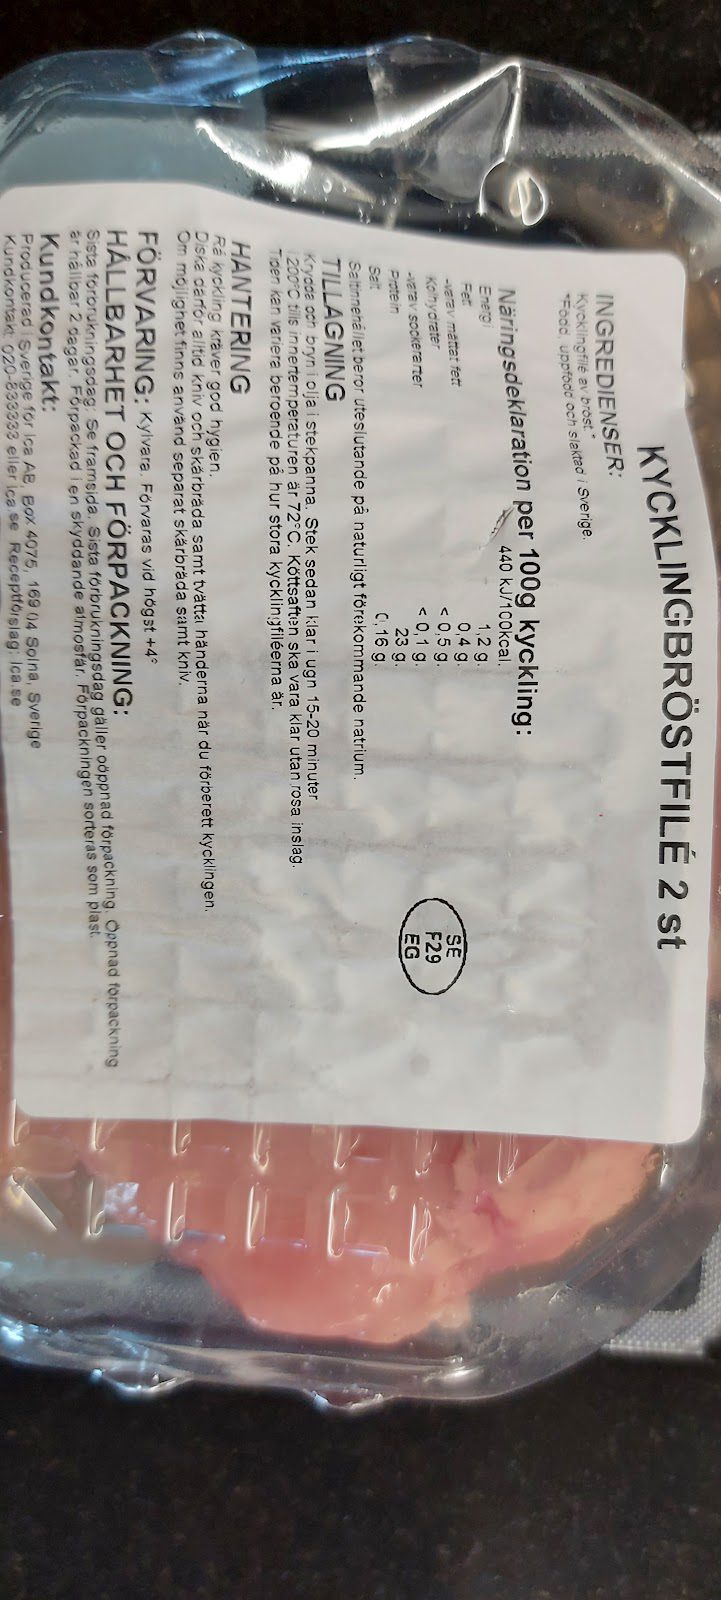 KYCKLINGBRÖSTFILÉ 2 st
INGREDIENSER:
Kycklingfilé av bröst.*
*Född, uppfödd och slaktad i Sverige.
Näringsdeklaration per 100g kyckling:
Energi 440 kJ/100kcal.
Fett 1,2 g.
-varav mättat fett 0,4 g.
Kolhydrater < 0,5 g.
-varav sockerarter < 0,1 g.
Protein 23 g.
Salt 0,16 g.
Saltinnehållet beror uteslutande på naturligt förekommande natrium.
SE
F29
EG
TILLAGNING
Krydda och bryn i olja i stekpanna. Stek sedan klar i ugn 15-20 minuter
i 200°C tills innertemperaturen är 72°C. Köttsaften ska vara klar utan rosa inslag.
Tiden kan variera beroende på hur stora kycklingfiléerna är.
HANTERING
Rå kyckling kräver god hygien.
Diska därför alltid kniv och skärbräda samt tvätta händerna när du förberett kycklingen.
Om möjlighet finns använd separat skärbräda samt kniv.
FÖRVARING: Kylvara. Förvaras vid högst +4°
HÅLLBARHET OCH FÖRPACKNING:
Sista förbrukningsdag: Se framsida. Sista förbrukningsdag gäller oöppnad förpackning. Öppnad förpackning
är hållbar 2 dagar. Förpackad i en skyddande atmosfär. Förpackningen sorteras som plast.
Kundkontakt:
Producerad i Sverige för Ica AB, Box 4075, 169 04 Solna, Sverige
Kundkontakt: 020-833333 eller ica.se Receptförslag: ica.se